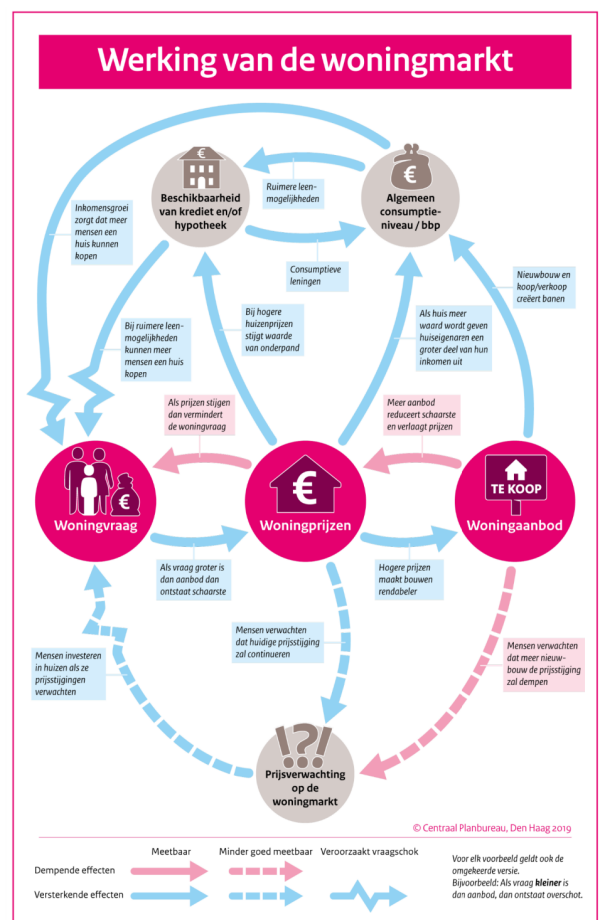 Werking van de woningmarkt
€
€
Beschikbaarheid
van krediet en/of
hypotheek
Ruimere leen-
mogelijkheden
Algemeen
consumptie-
niveau / bbp
Inkomensgroei
zorgt dat meer
mensen een
huis kunnen
kopen
Consumptieve
leningen
Nieuwbouw en
koop/verkoop
creëert banen
Bij ruimere leen-
mogelijkheden
kunnen meer
mensen een huis
kopen
Bij hogere
huizenprijzen
stijgt waarde
van onderpand
Als huis meer
waard wordt geven
huiseigenaren een
groter deel van hun
inkomen uit
Als prijzen stijgen
dan vermindert
de woningvraag
Meer aanbod
reduceert schaarste
en verlaagt prijzen
€
Woningvraag
€
Woningprijzen
TE KOOP
Woningaanbod
Als vraag groter is
dan aanbod dan
ontstaat schaarste
Hogere prijzen
maakt bouwen
rendabeler
Mensen investeren
in huizen als ze
prijsstijgingen
verwachten
Mensen verwachten
dat huidige prijsstijging
zal continueren
Mensen verwachten
dat meer nieuw-
bouw de prijsstijging
zal dempen
!?!
Prijsverwachting
op de
woningmarkt
© Centraal Planbureau, Den Haag 2019
Meetbaar
Minder goed meetbaar
Veroorzaakt vraagschok
Dempende effecten
Versterkende effecten
Voor elk voorbeeld geldt ook de
omgekeerde versie.
Bijvoorbeeld: Als vraag kleiner is
dan aanbod, dan ontstaat overschot.